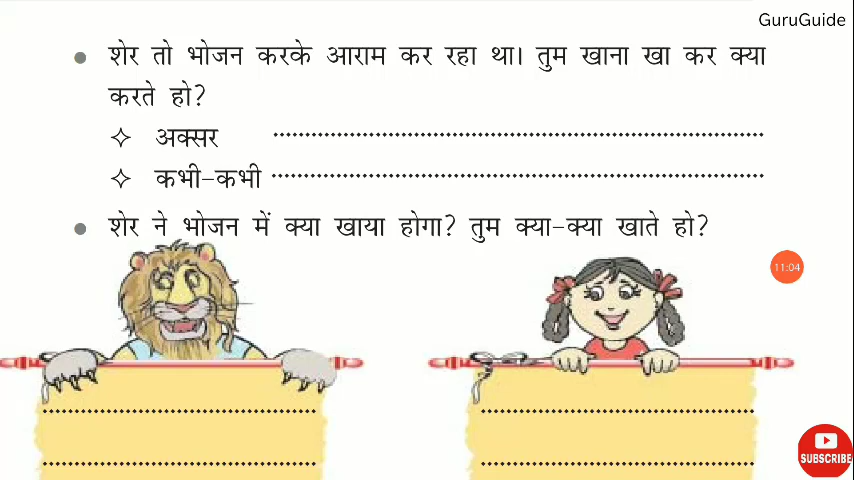 GuruGuide
शेर तो भोजन करके आराम कर रहा था। तुम खाना खा कर क्या
करते हो?
अक्सर
कभी-कभी
शेर ने भोजन में क्या खाया होगा? तुम क्या-क्या खाते हो?
11:04
SUBSCRIBE